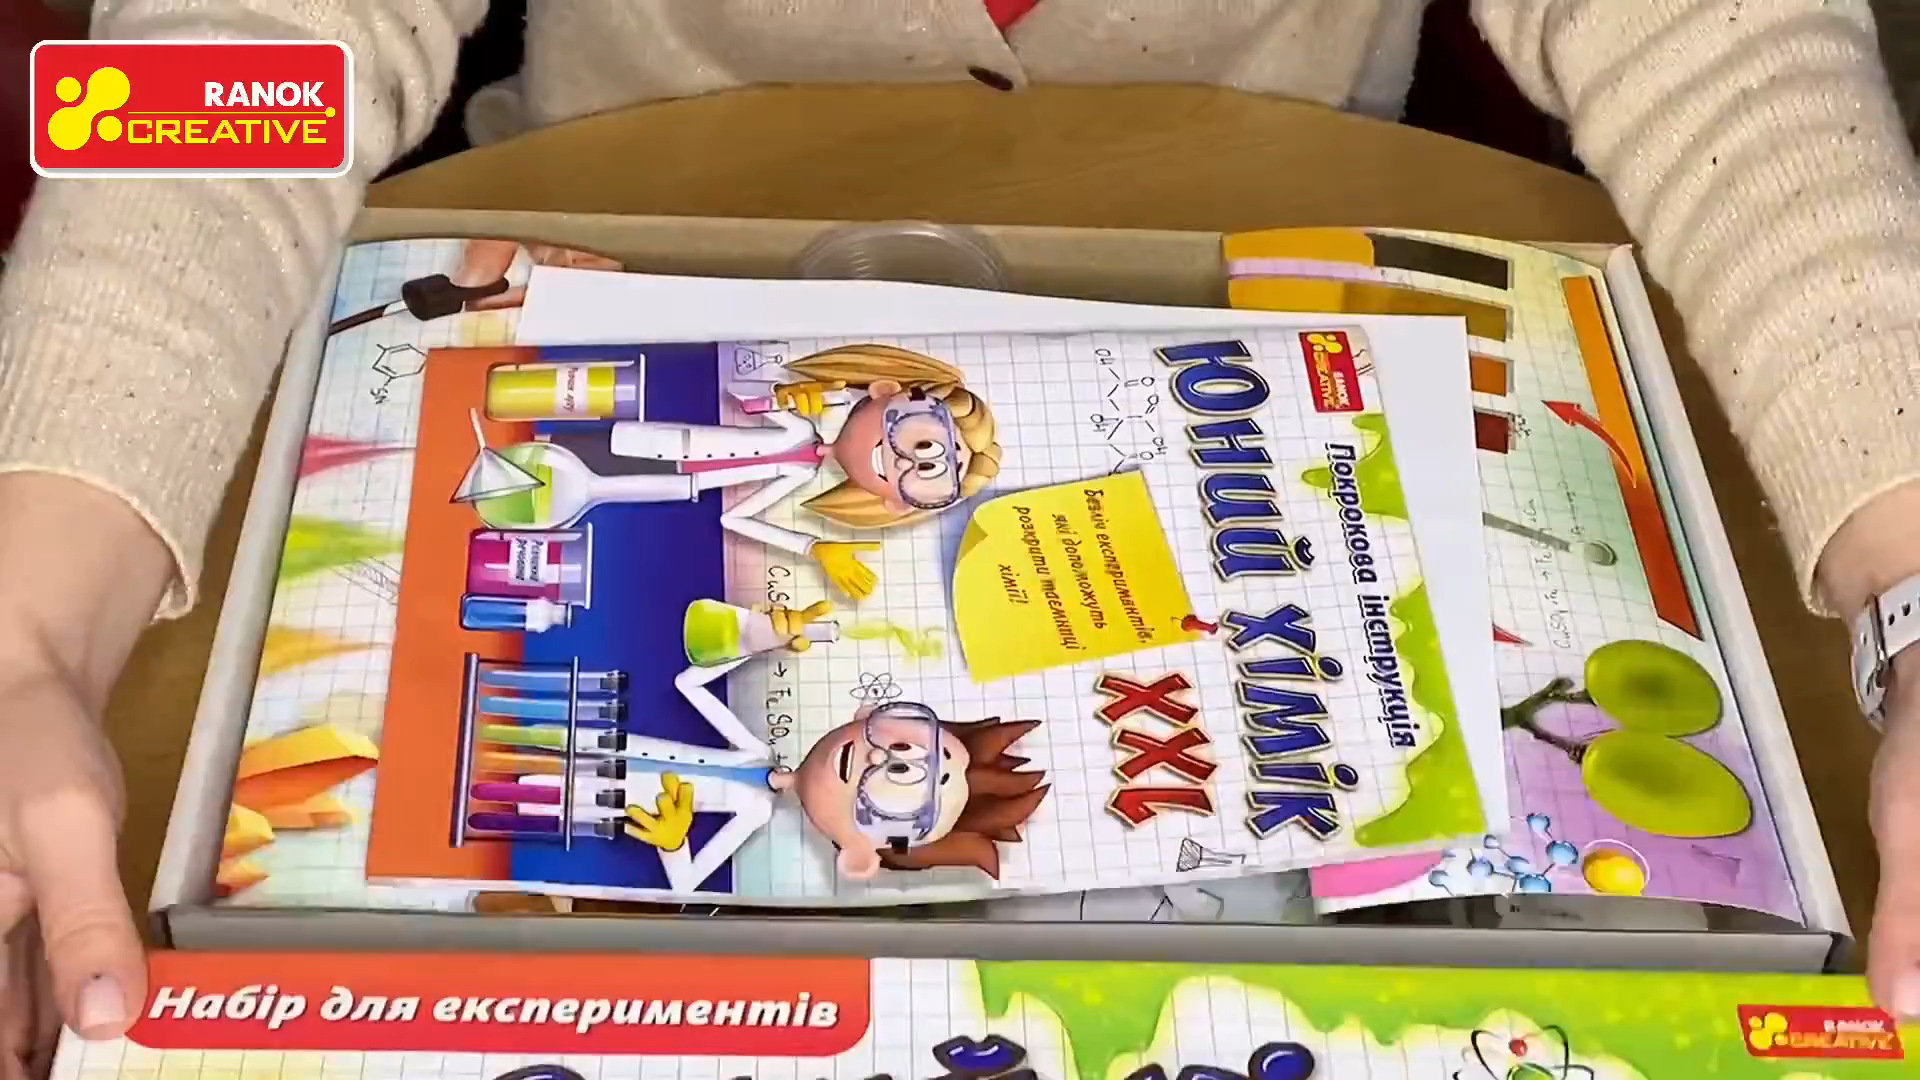 RANOK
CREATIVE
RANOK
CREATIVE
Покрокова інструкція
ЮНИЙ ХІМІК
XXL
Безліч експериментів,
які допоможуть
розкрити таємниці
хімії!
Набір для експериментів
RANOK
CREATIVE